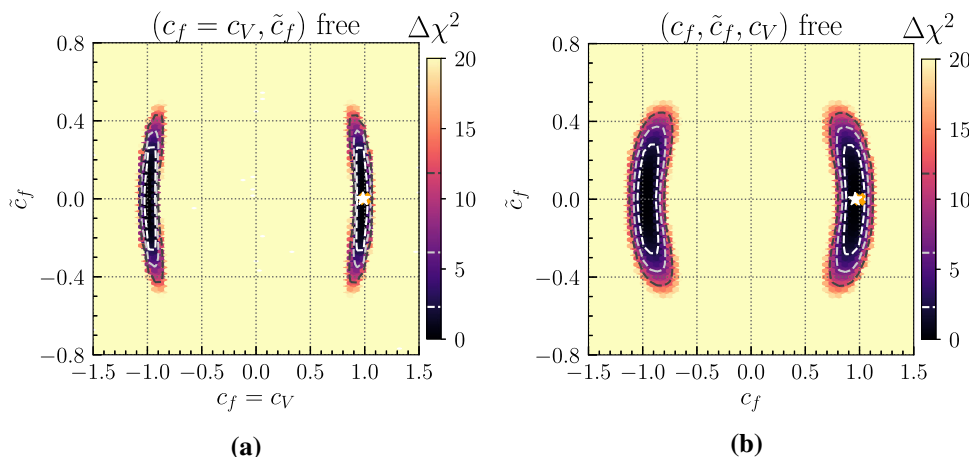 (c_f = c_V, c̃_f) free
Δχ²
0.8
0.4
0.0
−0.4
−0.8
c̃_f
−1.5 −1.0 −0.5 0.0 0.5 1.0 1.5
c_f = c_V
20
15
10
5
0
(a)
(c_f, c̃_f, c_V) free
Δχ²
0.8
0.4
0.0
−0.4
−0.8
c̃_f
−1.5 −1.0 −0.5 0.0 0.5 1.0 1.5
c_f
20
15
10
5
0
(b)